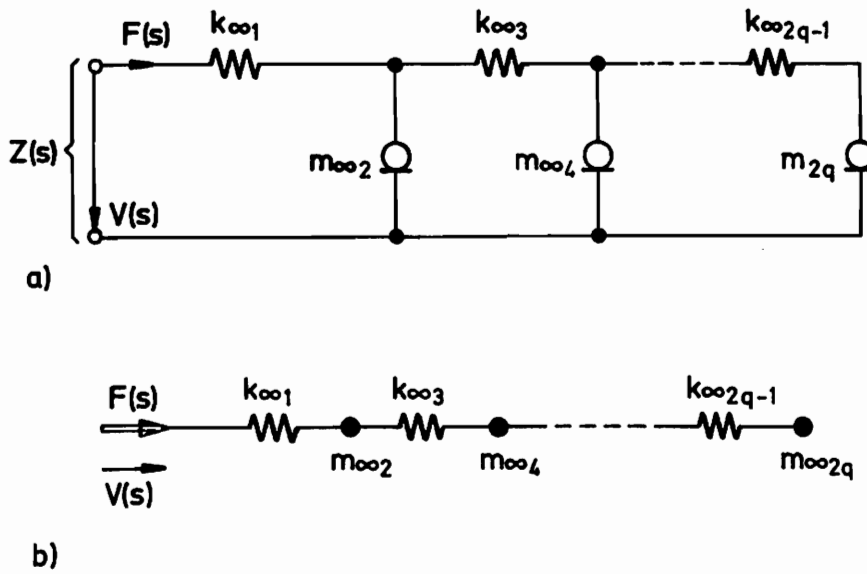 F(s) k∞1 k∞3 k∞2q-1
Z(s) m∞2 m∞4 m2q
V(s)
a)
F(s) k∞1 k∞3 k∞2q-1
V(s) m∞2 m∞4 m∞2q
b)